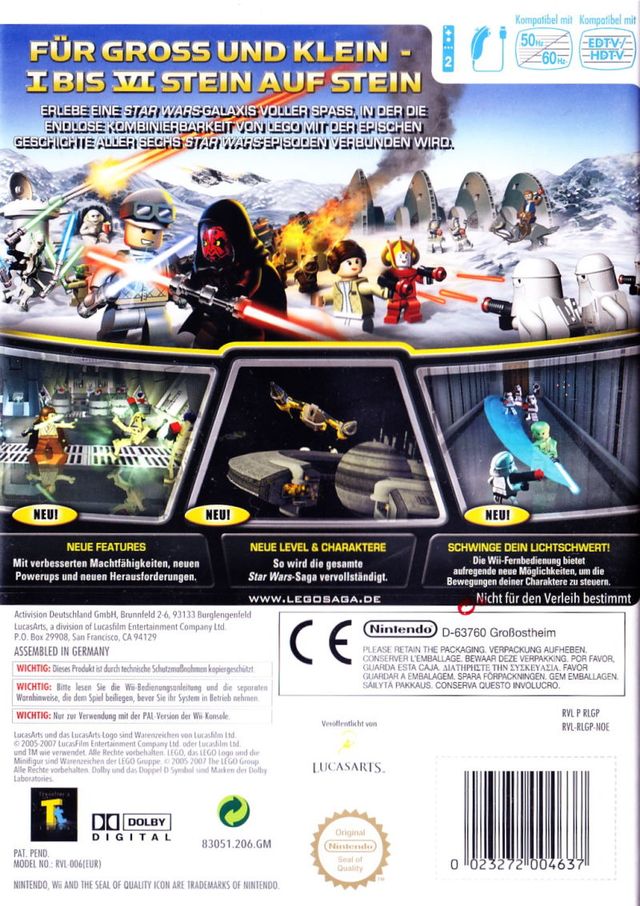 Kompatibel mit
Kompatibel mit
2
50Hz
60Hz
EDTV/
HDTV
FÜR GROSS UND KLEIN -
I BIS VI STEIN AUF STEIN
ERLEBE EINE STAR WARS-GALAXIS VOLLER SPASS, IN DER DIE
ENDLOSE KOMBINIERBARKEIT VON LEGO MIT DER EPISCHEN
GESCHICHTE ALLER SECHS STAR WARS-EPISODEN VERBUNDEN WIRD.
NEU!
NEU!
NEU!
NEUE FEATURES
Mit verbesserten Machtfähigkeiten, neuen
Powerups und neuen Herausforderungen.
NEUE LEVEL & CHARAKTERE
So wird die gesamte
Star Wars-Saga vervollständigt.
SCHWINGE DEIN LICHTSCHWERT!
Die Wii-Fernbedienung bietet
aufregende neue Möglichkeiten, um die
Bewegungen deiner Charaktere zu steuern.
WWW.LEGOSAGA.DE
Nicht für den Verleih bestimmt
Activision Deutschland GmbH, Brunnfeld 2-6, 93133 Burglengenfeld
LucasArts, a division of Lucasfilm Entertainment Company Ltd.
P.O. Box 29908, San Francisco, CA 94129
ASSEMBLED IN GERMANY
WICHTIG: Dieses Produkt ist durch technische Schutzmaßnahmen kopiergeschützt.
WICHTIG: Bitte lesen Sie die Wii-Bedienungsanleitung und die separaten
Warnhinweise, die dem Spiel beiliegen, bevor Sie ihr System in Betrieb nehmen.
WICHTIG: Nur zur Verwendung mit der PAL-Version der Wii-Konsole.
LucasArts und das LucasArts-Logo sind Warenzeichen von Lucasfilm Ltd.
© 2005-2007 Lucasfilm Entertainment Company Ltd. oder Lucasfilm Ltd.
und TM wie verwendet. Alle Rechte vorbehalten. LEGO, das LEGO Logo und die
Minifigur sind Warenzeichen der LEGO Gruppe. © 2005-2007 The LEGO Group
Alle Rechte vorbehalten. Dolby und das Doppel-D-Symbol sind Marken der Dolby
Laboratories.
CE
Nintendo D-63760 Großostheim
PLEASE RETAIN THE PACKAGING. VERPACKUNG AUFHEBEN.
CONSERVER L'EMBALLAGE. BEWAAR DEZE VERPAKKING. POR FAVOR,
GUARDA ESTA CAJA. ΔΙΑΤΗΡΗΣΤΕ ΤΗΝ ΣΥΣΚΕΥΑΣΙΑ. FAVOR
GUARDAR A EMBALAGEM. SPARA FÖRPACKNINGEN. GEM EMBALLAGEN.
SÄILYTÄ PAKKAUS. CONSERVA QUESTO INVOLUCRO.
RVL P RLGP
RVL-RLGP-NOE
Veröffentlicht von
LUCASARTS.
Traveller's
T
DOLBY
DIGITAL
83051.206.GM
Original
Nintendo
Seal of
Quality
0 023272 004637
PAT. PEND.
MODEL NO.: RVL-006(EUR)
NINTENDO, Wii AND THE SEAL OF QUALITY ICON ARE TRADEMARKS OF NINTENDO.